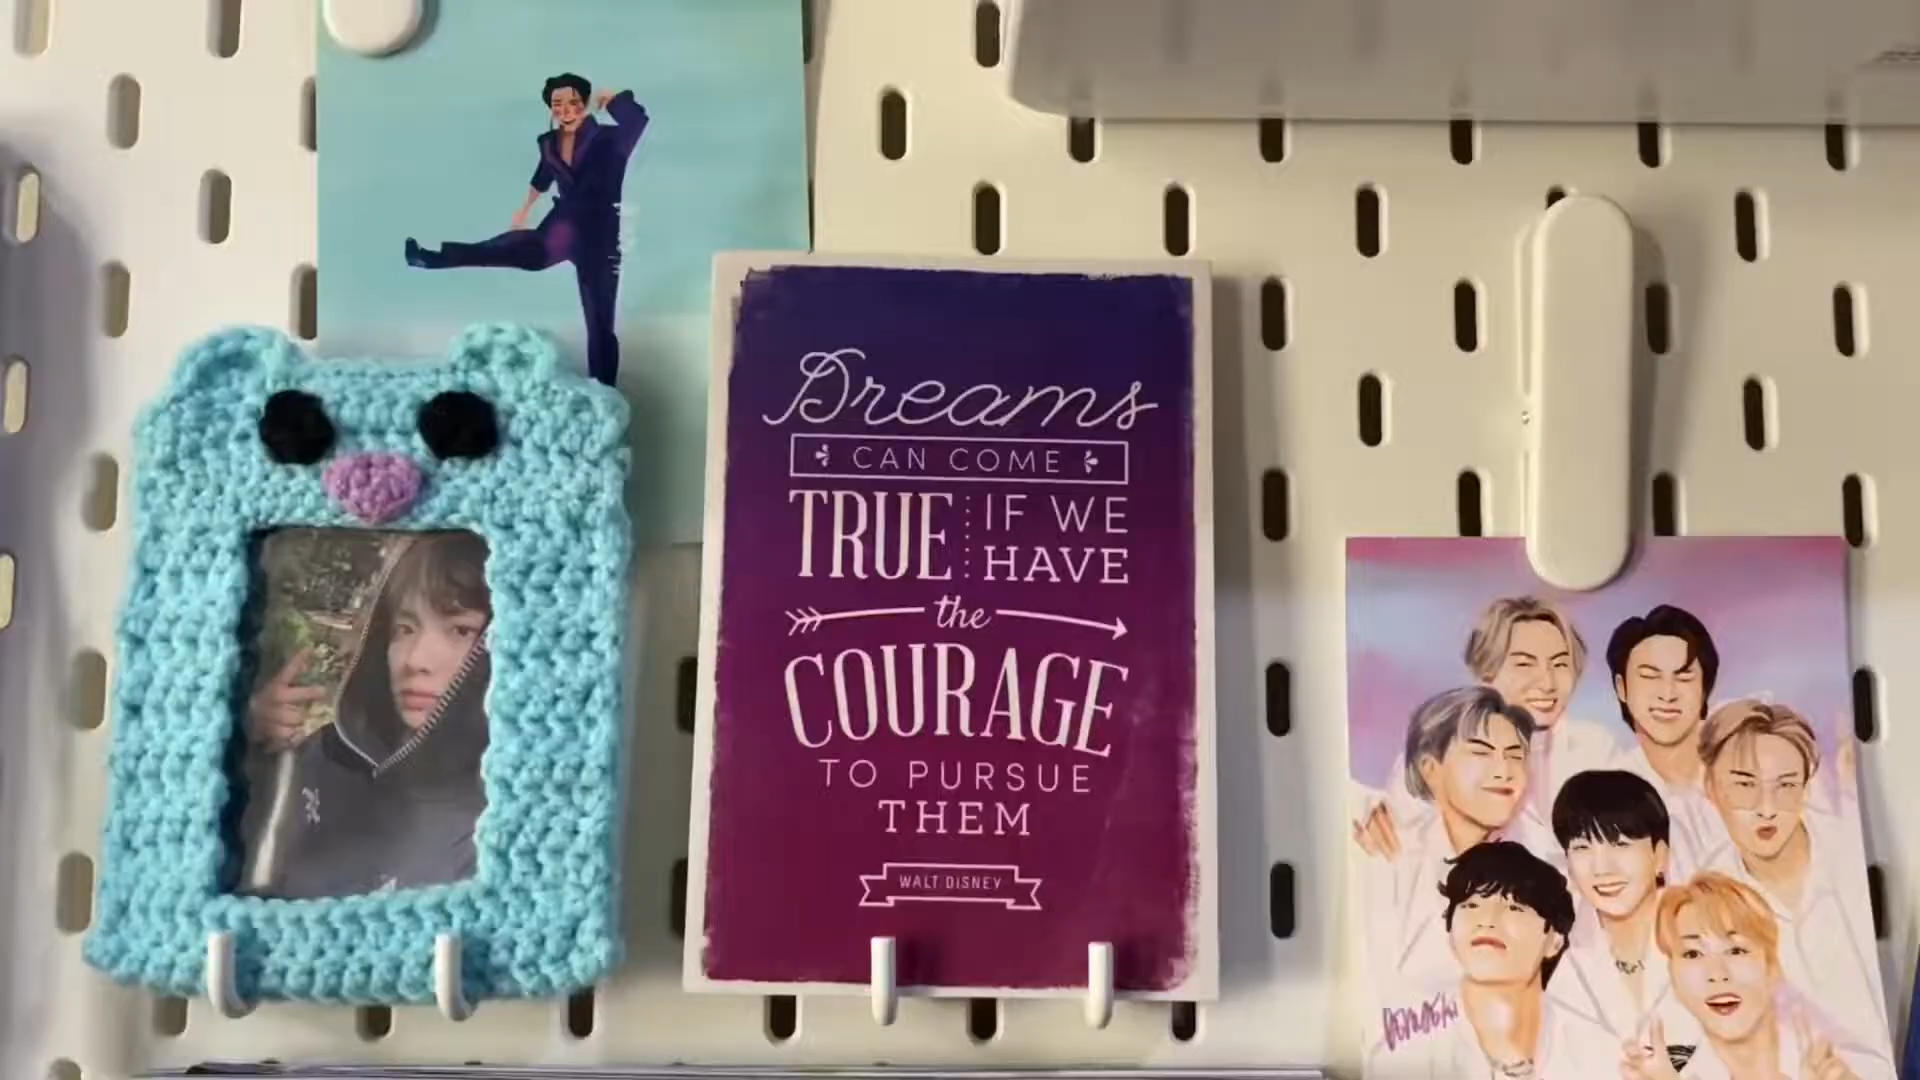 Dreams
CAN COME
TRUE IF WE
HAVE
the
COURAGE
TO PURSUE
THEM
WALT DISNEY